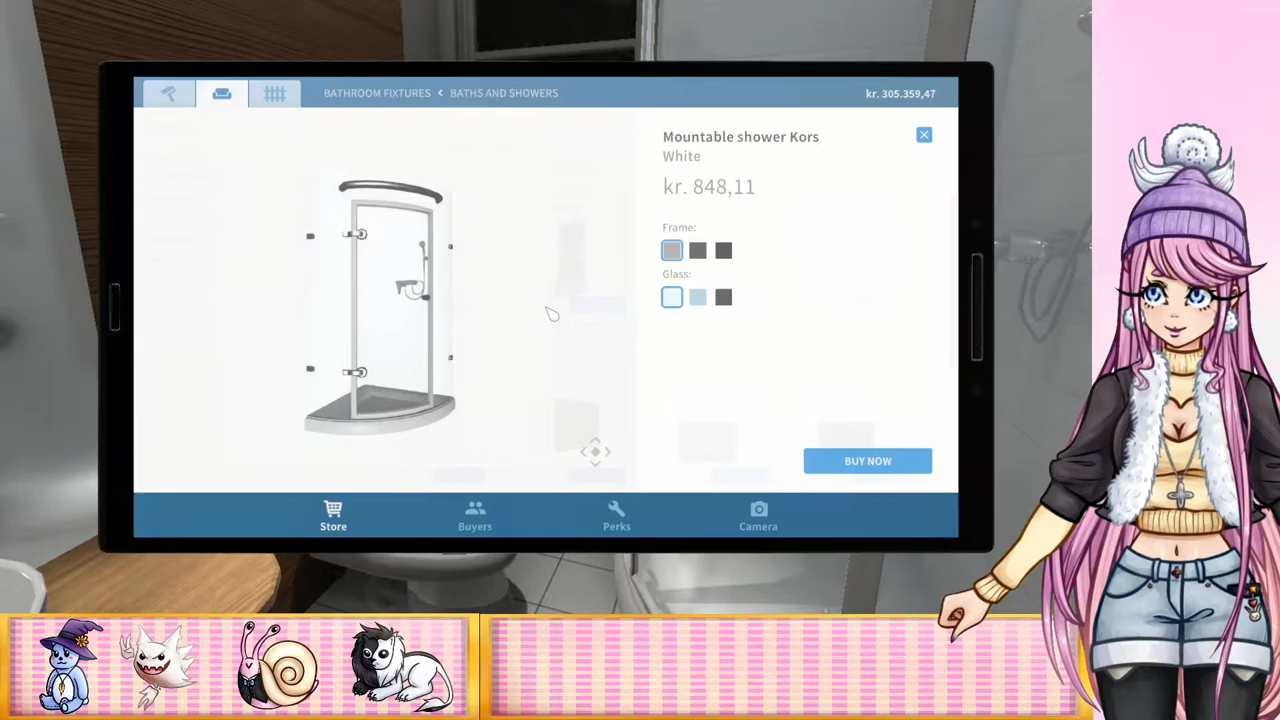 BATHROOM FIXTURES < BATHS AND SHOWERS
kr. 305.359,47
Mountable shower Kors
White
kr. 848,11
Frame:
Glass:
BUY NOW
Store
Buyers
Perks
Camera